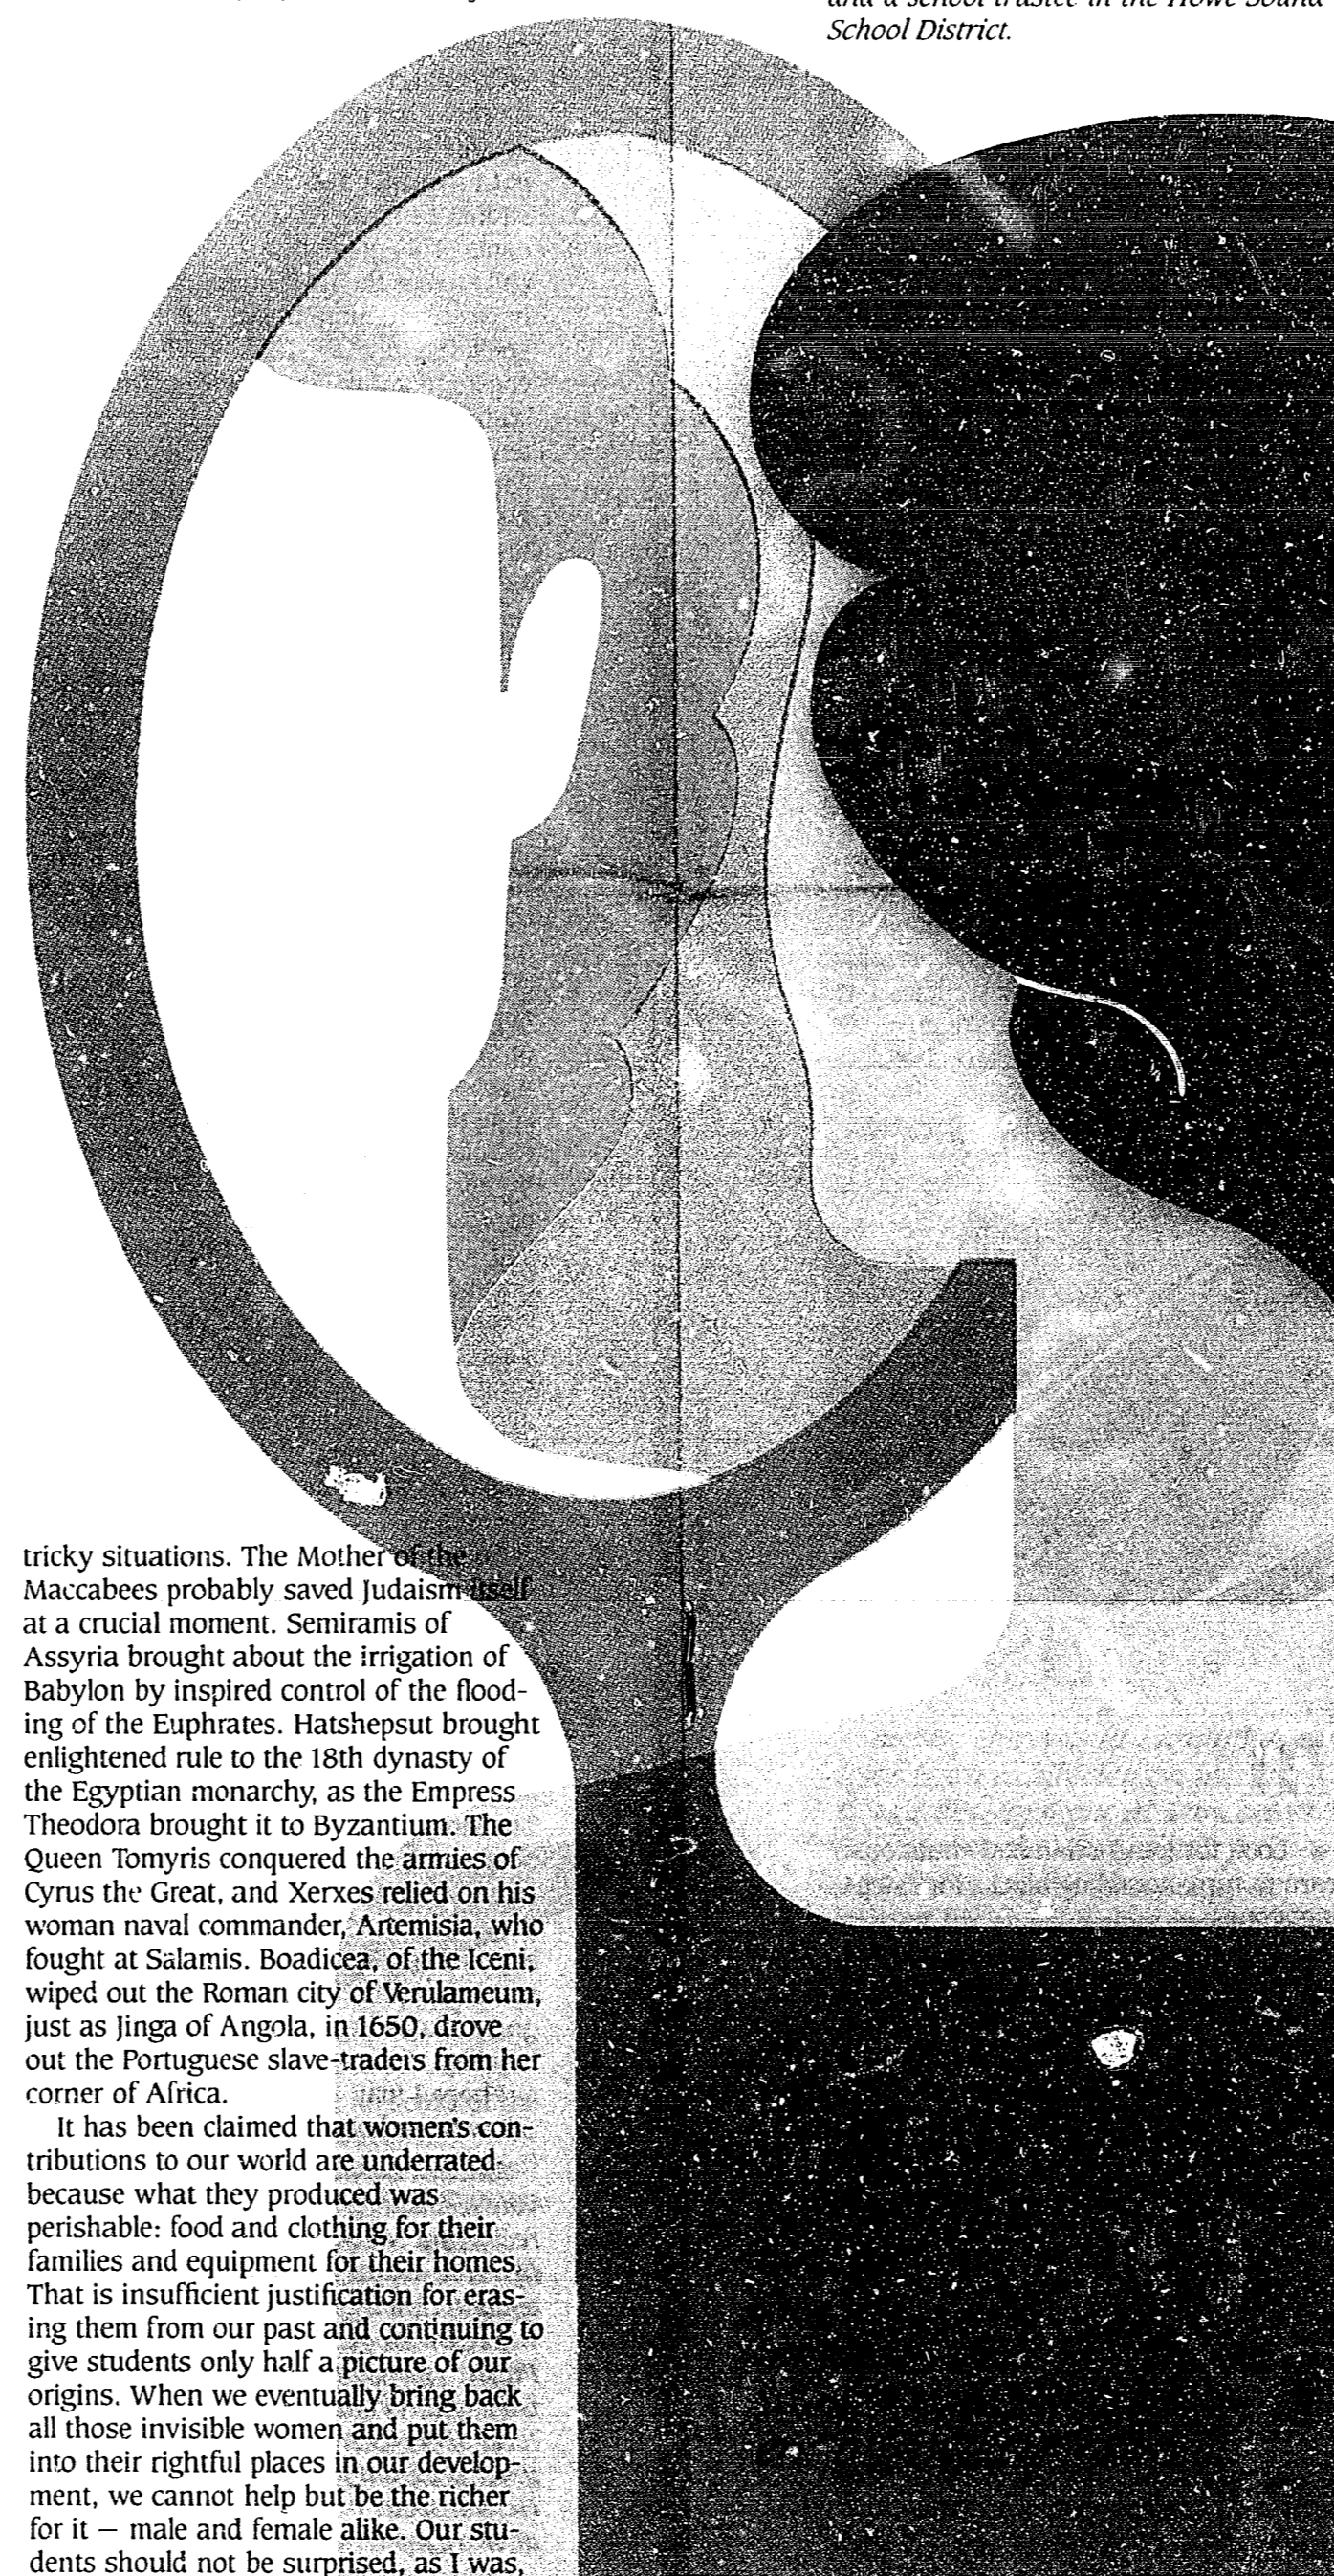 and a school trustee in the Howe Sound
School District.
tricky situations. The Mother of the
Maccabees probably saved Judaism itself
at a crucial moment. Semiramis of
Assyria brought about the irrigation of
Babylon by inspired control of the flood-
ing of the Euphrates. Hatshepsut brought
enlightened rule to the 18th dynasty of
the Egyptian monarchy, as the Empress
Theodora brought it to Byzantium. The
Queen Tomyris conquered the armies of
Cyrus the Great, and Xerxes relied on his
woman naval commander, Artemisia, who
fought at Salamis. Boadicea, of the Iceni,
wiped out the Roman city of Verulameum,
just as Jinga of Angola, in 1650, drove
out the Portuguese slave-traders from her
corner of Africa.
It has been claimed that women's con-
tributions to our world are underrated
because what they produced was
perishable: food and clothing for their
families and equipment for their homes.
That is insufficient justification for eras-
ing them from our past and continuing to
give students only half a picture of our
origins. When we eventually bring back
all those invisible women and put them
into their rightful places in our develop-
ment, we cannot help but be the richer
for it — male and female alike. Our stu-
dents should not be surprised, as I was,